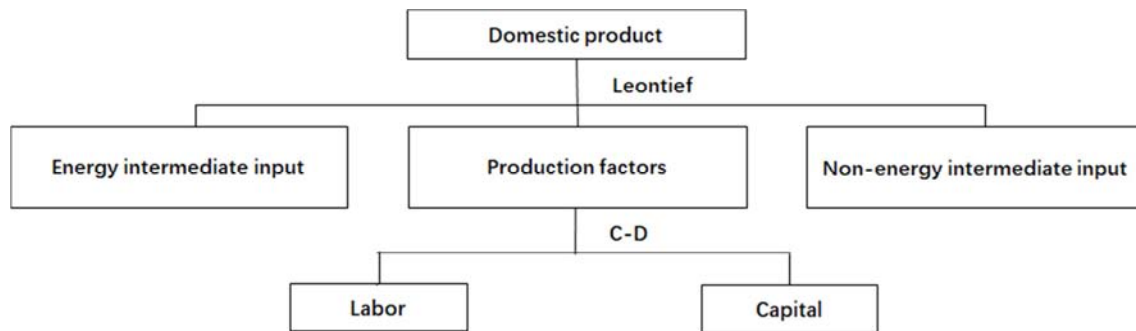 Domestic product
Leontief
Energy intermediate input
Production factors
Non-energy intermediate input
C-D
Labor
Capital